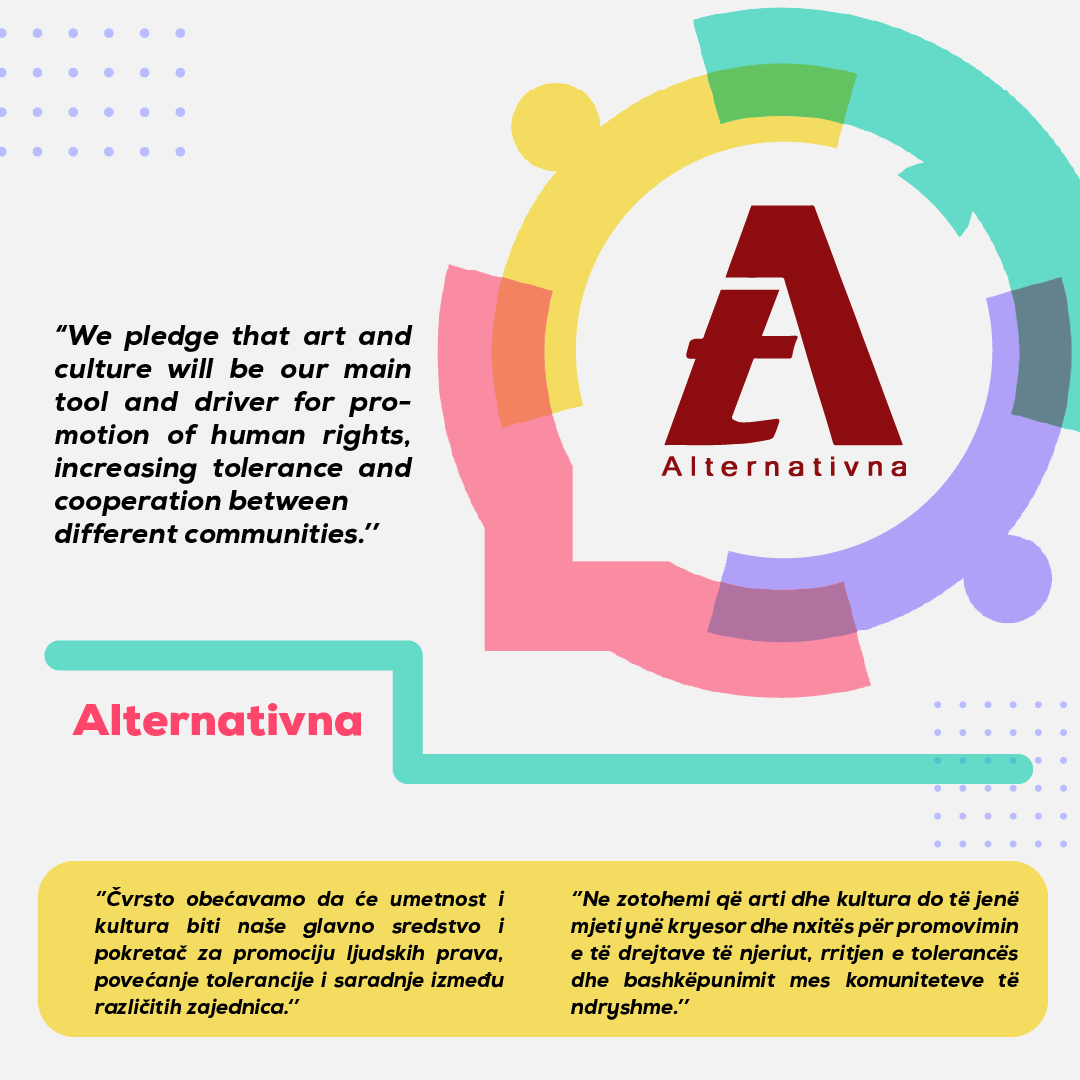 Alternativna
“We pledge that art and
culture will be our main
tool and driver for pro-
motion of human rights,
increasing tolerance and
cooperation between
different communities.’’
Alternativna
‘’Čvrsto obećavamo da će umetnost i
kultura biti naše glavno sredstvo i
pokretač za promociju ljudskih prava,
povećanje tolerancije i saradnje između
različitih zajednica.’’
‘’Ne zotohemi që arti dhe kultura do të jenë
mjeti ynë kryesor dhe nxitës për promovimin
e të drejtave të njeriut, rritjen e tolerancës
dhe bashkëpunimit mes komuniteteve të
ndryshme.’’